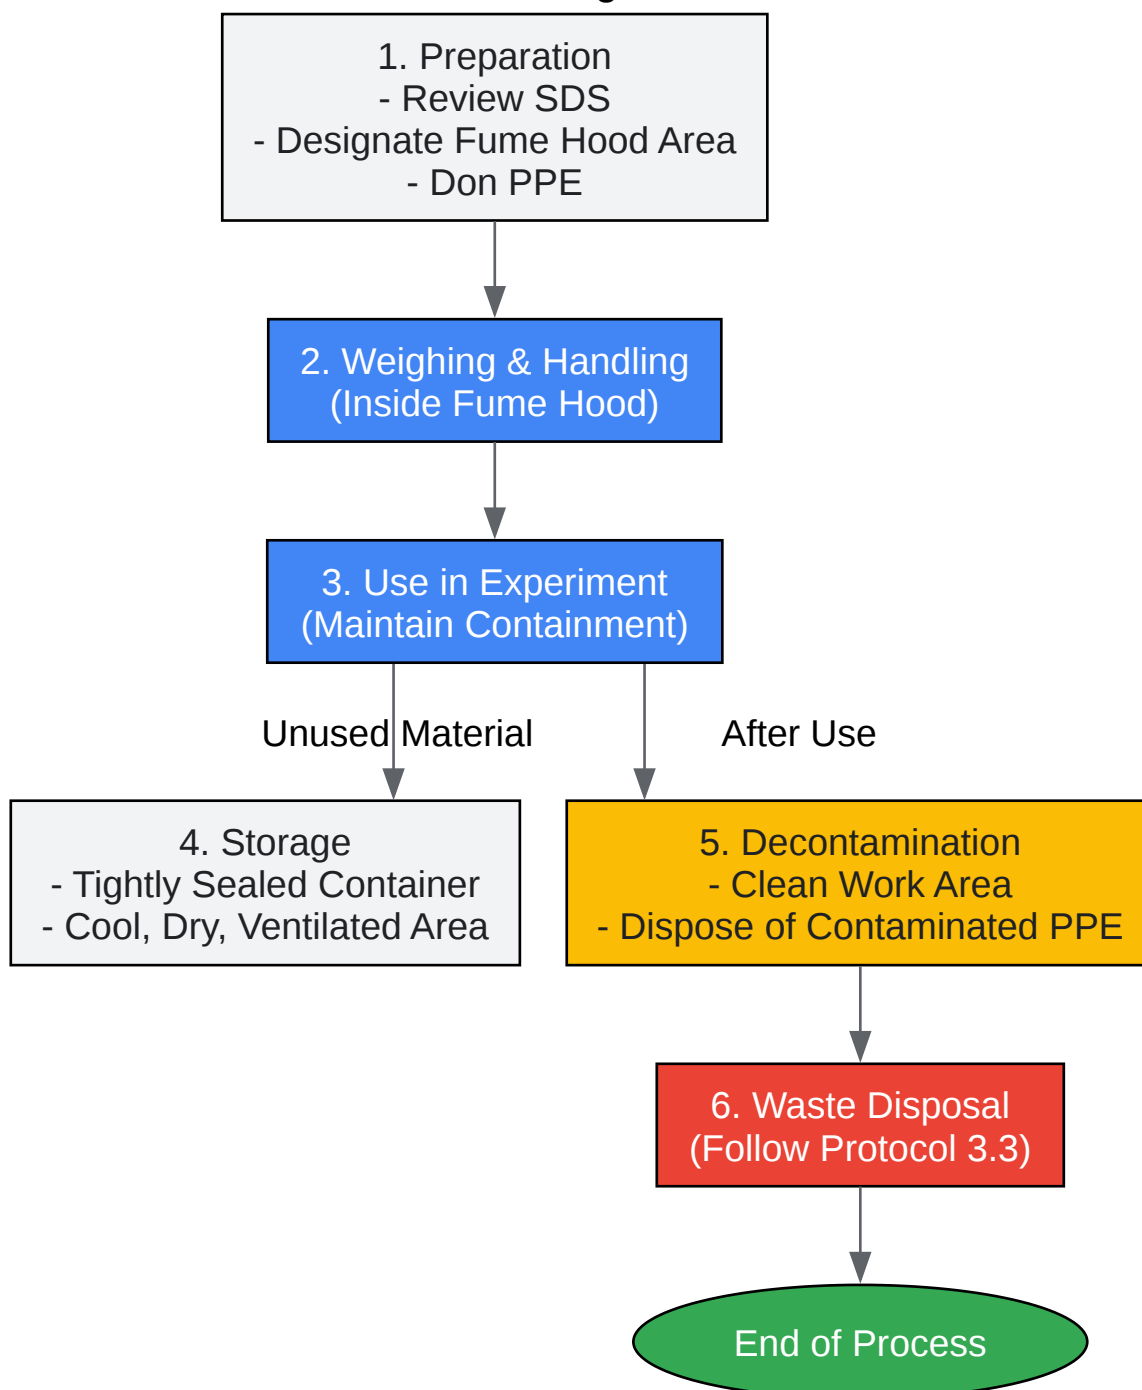 1. Preparation
- Review SDS
- Designate Fume Hood Area
- Don PPE
2. Weighing & Handling
(Inside Fume Hood)
3. Use in Experiment
(Maintain Containment)
Unused Material
After Use
4. Storage
- Tightly Sealed Container
- Cool, Dry, Ventilated Area
5. Decontamination
- Clean Work Area
- Dispose of Contaminated PPE
6. Waste Disposal
(Follow Protocol 3.3)
End of Process